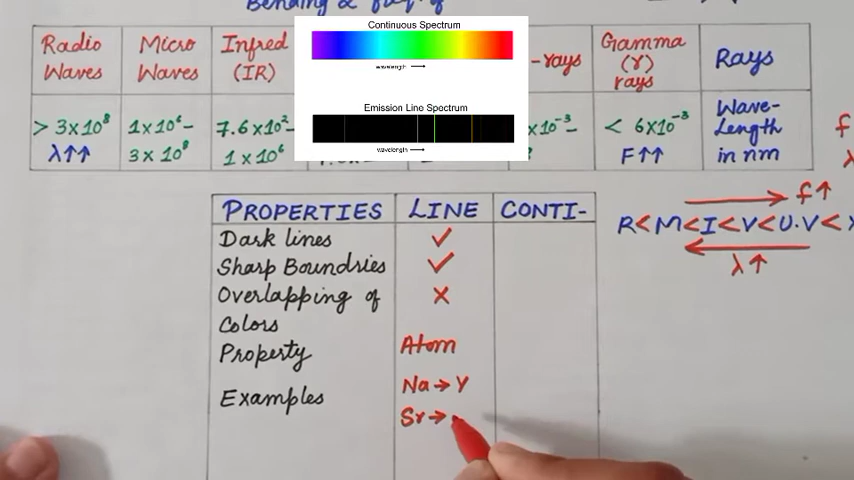 Bending & 
Continuous Spectrum
wavelength
Emission Line Spectrum
wavelength
Radio Waves
Micro Waves
Infred (IR)
-rays
Gamma (γ) rays
Rays
> 3x10⁸ λ↑↑
1x10⁶- 3x10⁸
7.6x10²- 1x10⁶
x10⁻³-
< 6x10⁻³ F↑↑
Wave- Length in nm
f
λ
f↑
R<M<I<V<U.V<
λ↑
PROPERTIES LINE CONTI-
Dark lines ✓
Sharp Boundries ✓
Overlapping of Colors ✗
Property Atom
Examples Na→Y
Sr→